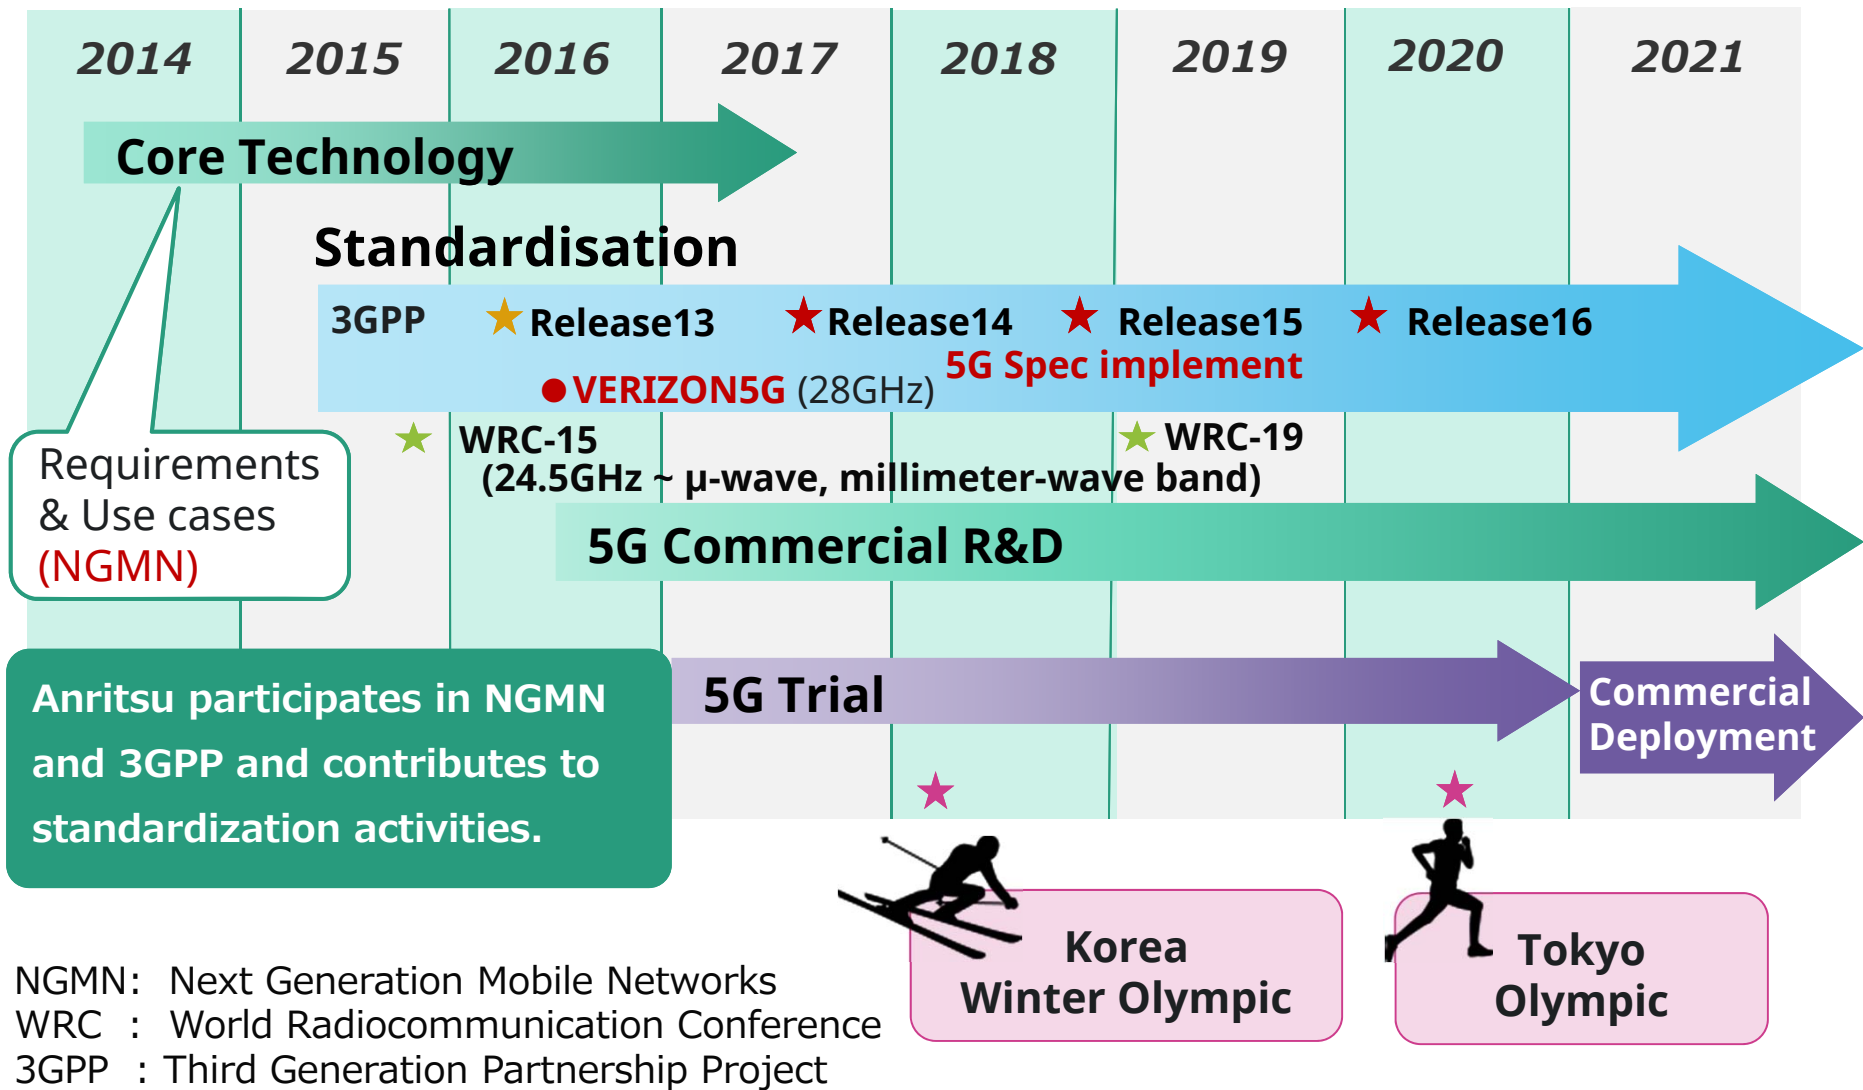 2014 2015 2016 2017 2018 2019 2020 2021
Core Technology
Standardisation
3GPP ★ Release13 ★ Release14 ★ Release15 ★ Release16
5G Spec implement
● VERIZON5G (28GHz)
★ WRC-15 ★ WRC-19
(24.5GHz ~ μ-wave, millimeter-wave band)
Requirements
& Use cases
(NGMN)
5G Commercial R&D
5G Trial
Commercial
Deployment
Anritsu participates in NGMN
and 3GPP and contributes to
standardization activities.
Korea
Winter Olympic
Tokyo
Olympic
NGMN: Next Generation Mobile Networks
WRC : World Radiocommunication Conference
3GPP : Third Generation Partnership Project